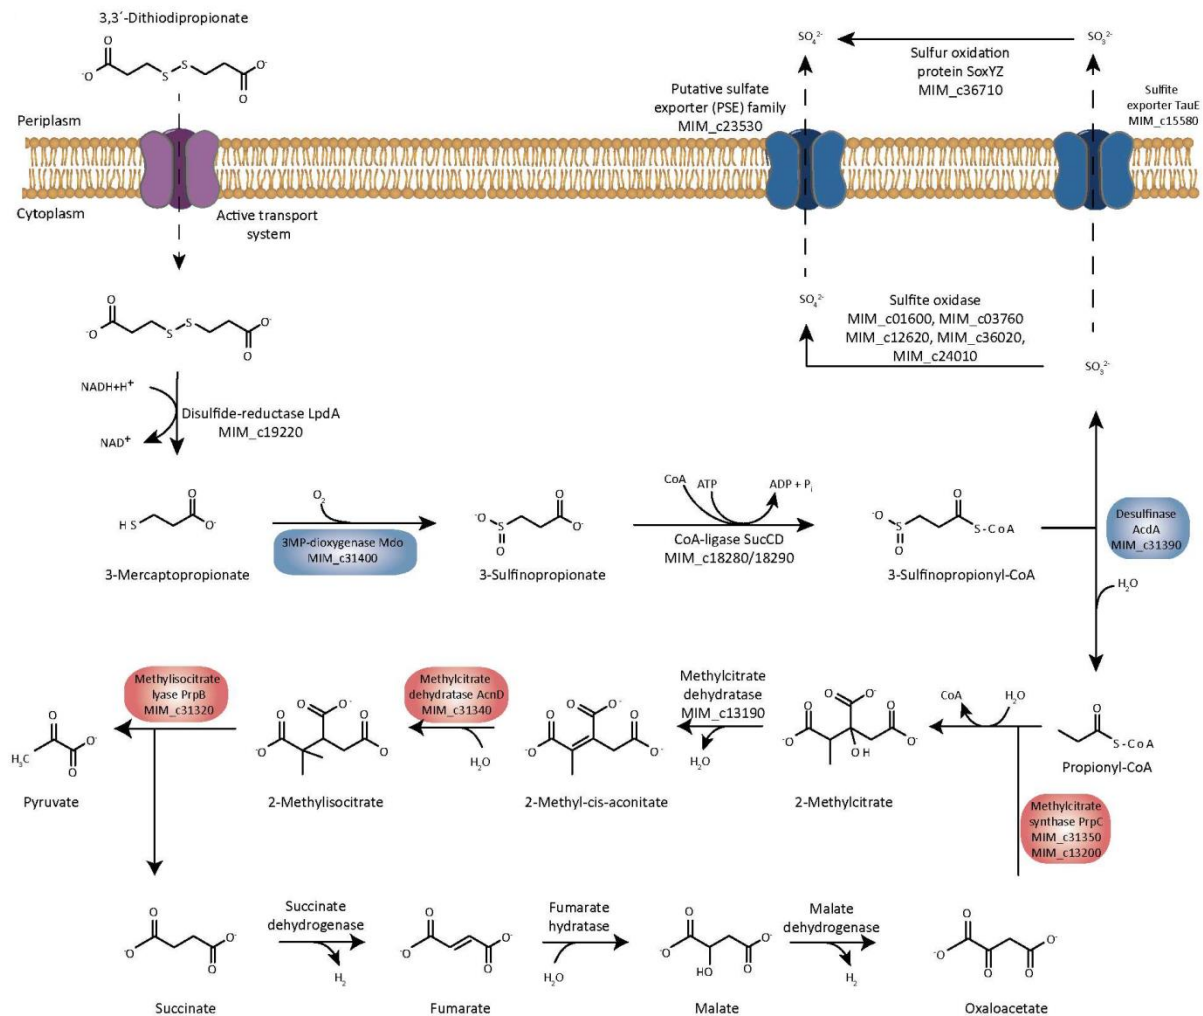 3,3´-Dithiodipropionate
O
⁻O
S
S
O⁻
O
SO₄²⁻
SO₃²⁻
Sulfur oxidation
protein SoxYZ
MIM_c36710
Putative sulfate
exporter (PSE) family
MIM_c23530
Sulfite
exporter TauE
MIM_c15580
Periplasm
Cytoplasm
Active transport
system
O
⁻O
S
S
O⁻
O
SO₄²⁻
Sulfite oxidase
MIM_c01600, MIM_c03760
MIM_c12620, MIM_c36020,
MIM_c24010
SO₃²⁻
NADH+H⁺
Disulfide-reductase LpdA
MIM_c19220
NAD⁺
H S
O
O⁻
3-Mercaptopropionate
O₂
3MP-dioxygenase Mdo
MIM_c31400
⁻O
S
O
O
O⁻
3-Sulfinopropionate
CoA
ATP
ADP + Pᵢ
CoA-ligase SucCD
MIM_c18280/18290
⁻O
S
O
O
S-CoA
3-Sulfinopropionyl-CoA
Desulfinase
AcdA
MIM_c31390
H₂O
Methylisocitrate
lyase PrpB
MIM_c31320
Methylcitrate
dehydratase AcnD
MIM_c31340
Methylcitrate
dehydratase
MIM_c13190
CoA
H₂O
O
H₃C
O⁻
O
Pyruvate
O
O⁻
O
⁻O
O
O
2-Methylisocitrate
H₂O
O
O⁻
O
⁻O
O⁻
O
2-Methyl-cis-aconitate
H₂O
O
O⁻
O
⁻O
O H
O
O⁻
2-Methylcitrate
O
S-CoA
Propionyl-CoA
Methylcitrate
synthase PrpC
MIM_c31350
MIM_c13200
O
⁻O
O⁻
O
Succinate
Succinate
dehydrogenase
H₂
O
⁻O
O⁻
O
Fumarate
Fumarate
hydratase
H₂O
O
⁻O
HO
O⁻
O
Malate
Malate
dehydrogenase
H₂
O
⁻O
O
O⁻
O
Oxaloacetate